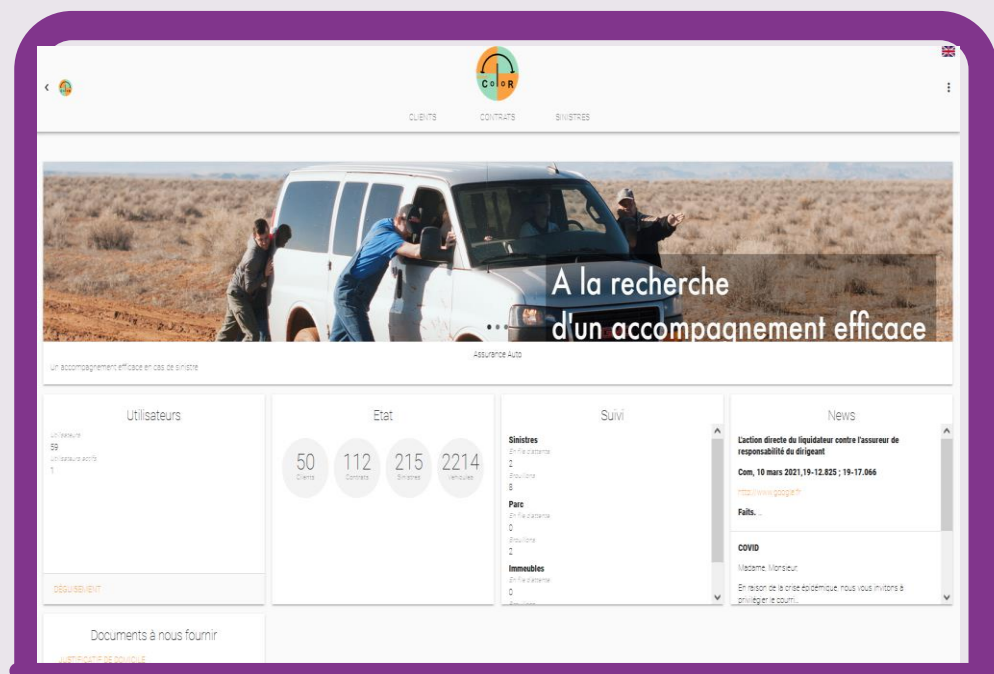 ColoR
CLIENTS CONTRATS SINISTRES
A la recherche
d'un accompagnement efficace
Assurance Auto
Un accompagnement efficace en cas de sinistre
Utilisateurs
Utilisateurs
59
Utilisateurs actifs
1
DÉGUISEMENT
Etat
50
Clients
112
Contrats
215
Sinistres
2214
Véhicules
Suivi
Sinistres
En file d'attente
2
Brouillons
5
Parc
En file d'attente
0
Brouillons
2
Immeubles
En file d'attente
0
Brouillons
News
L'action directe du liquidateur contre l'assureur de
responsabilité du dirigeant
Com, 10 mars 2021,19-12.825 ; 19-17.066
http://www.google.fr
Faits. ...
COVID
Madame, Monsieur,
En raison de la crise épidémique, nous vous invitons à
privilégier le courri...
Documents à nous fournir
JUSTIFICATIF DE DOMICILE